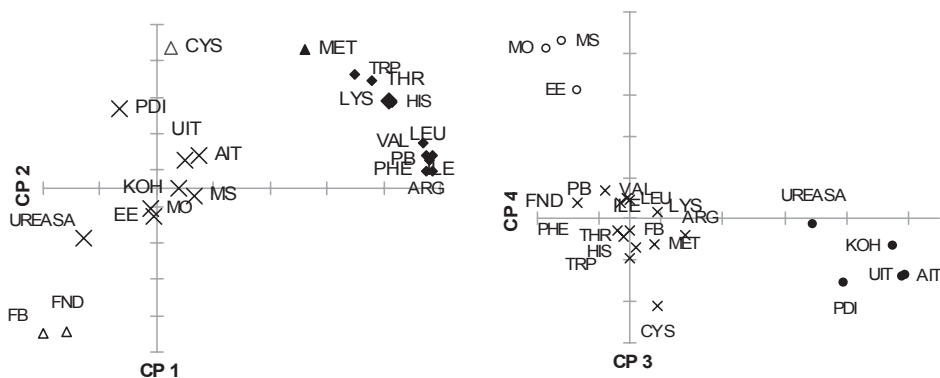 CYS
MET
TRP
THR
LYS
HIS
PDI
UIT
AIT
VAL
LEU
PB
PHE
ILE
ARG
CP 2
KOH
MS
EE
MO
UREASA
FB
FND
CP 1
MO
MS
EE
CP 4
FND
PB
VAL
ILE
LEU
LYS
ARG
UREASA
PHE
THR
HIS
TRP
FB
MET
CYS
KOH
UIT
AIT
PDI
CP 3